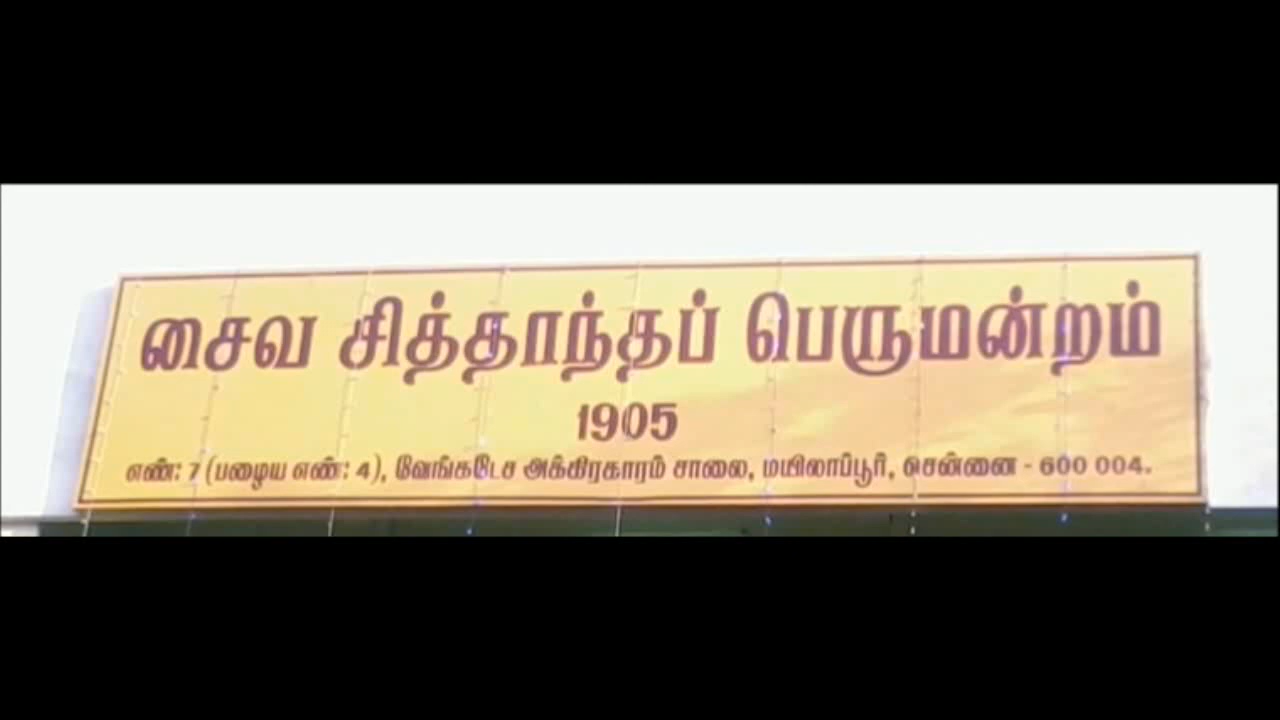 சைவ சித்தாந்தப் பெருமன்றம்
1905
எண்: 7 (பழைய எண்: 4), வேங்கடேச அக்கிரகாரம் சாலை, மயிலாப்பூர், சென்னை - 600 004.